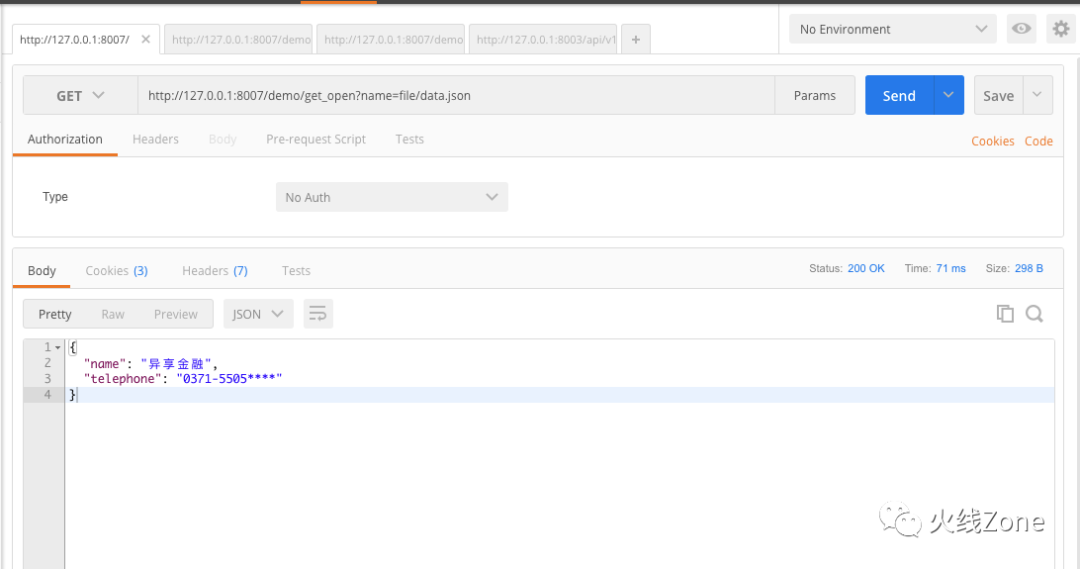 http://127.0.0.1:8007/ http://127.0.0.1:8007/demo http://127.0.0.1:8007/demo http://127.0.0.1:8003/api/v1 + No Environment
GET http://127.0.0.1:8007/demo/get_open?name=file/data.json Params Send Save
Authorization Headers Body Pre-request Script Tests Cookies Code
Type No Auth
Body Cookies (3) Headers (7) Tests Status: 200 OK Time: 71 ms Size: 298 B
Pretty Raw Preview JSON
1 {
2 "name": "异享金融",
3 "telephone": "0371-5505****"
4 }
火线Zone